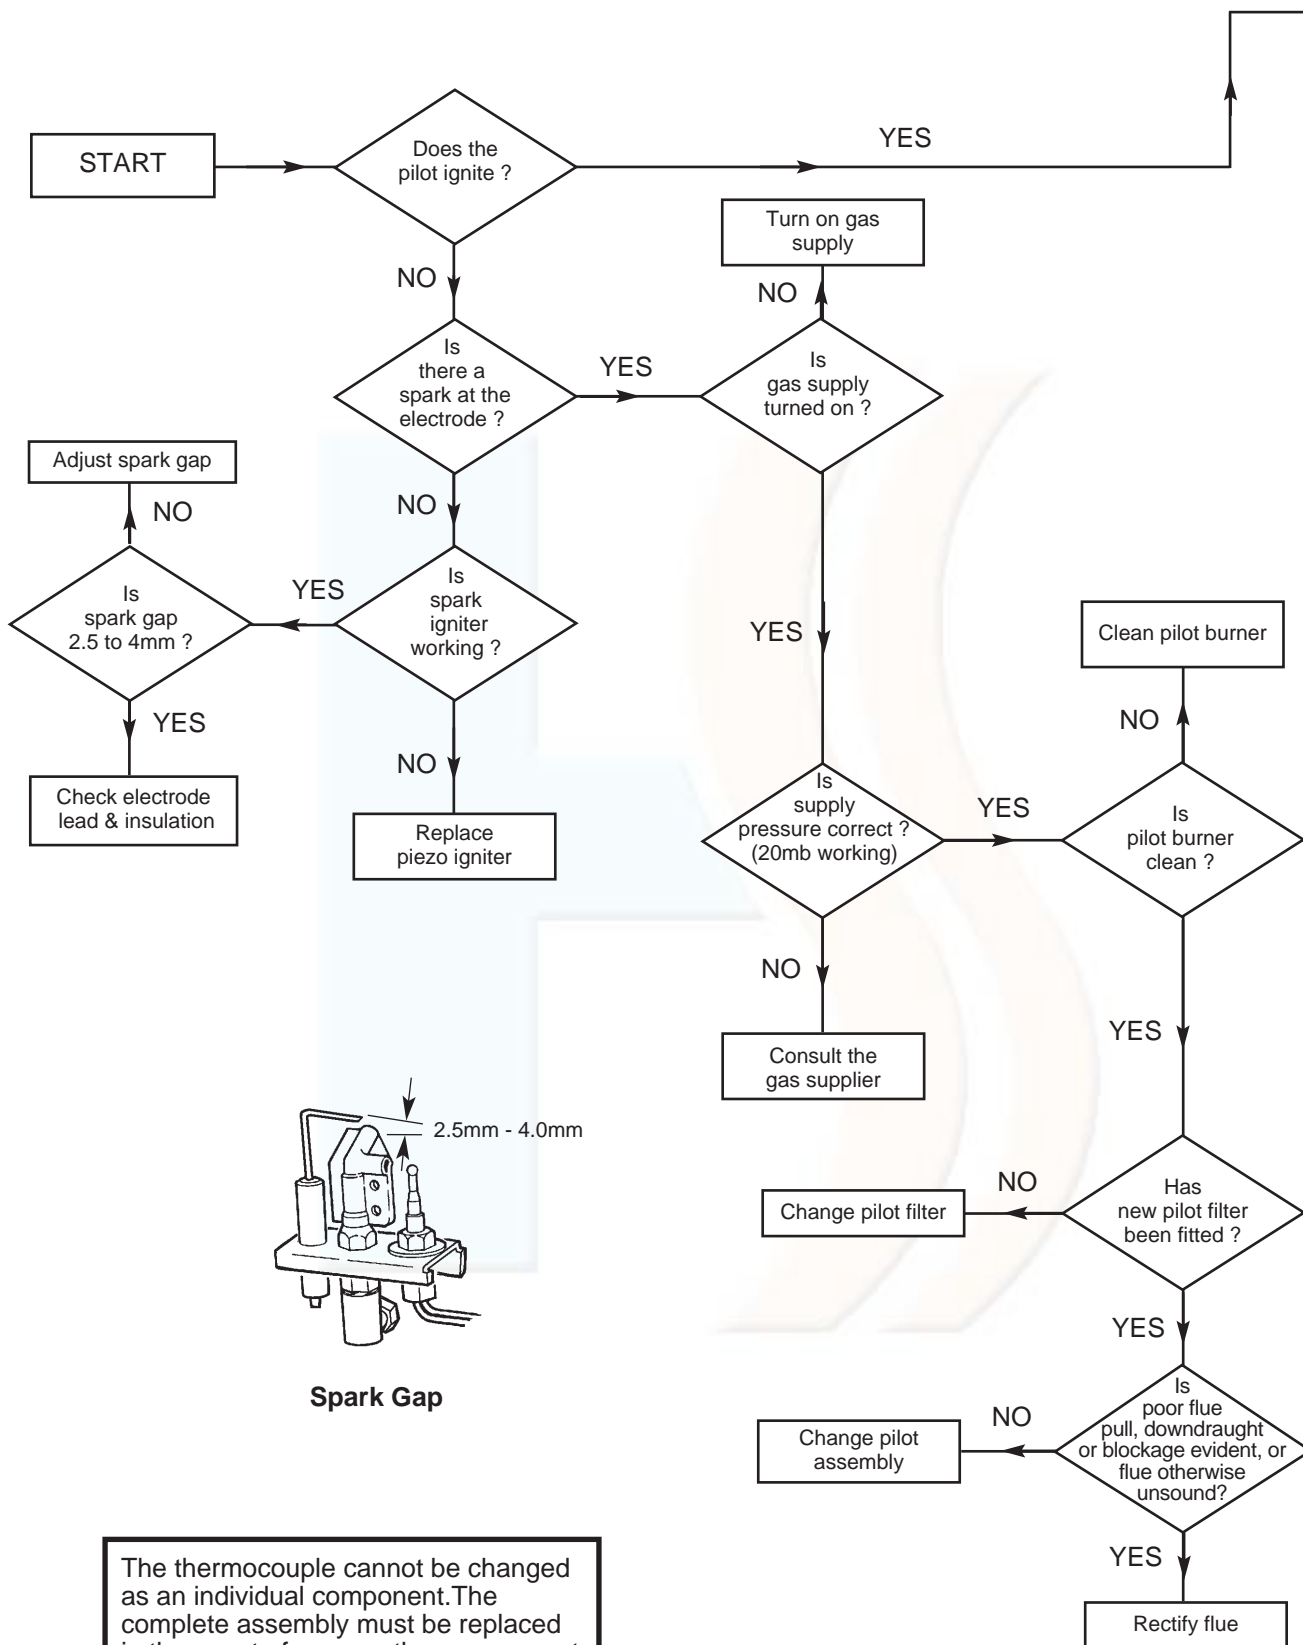 START
Does the
pilot ignite ?
YES
NO
Turn on gas
supply
NO
Is
there a
spark at the
electrode ?
YES
Is
gas supply
turned on ?
Adjust spark gap
NO
NO
Is
spark gap
2.5 to 4mm ?
YES
Is
spark
igniter
working ?
YES
Clean pilot burner
YES
NO
NO
Check electrode
lead & insulation
Replace
piezo igniter
Is
supply
pressure correct ?
(20mb working)
YES
Is
pilot burner
clean ?
NO
YES
Consult the
gas supplier
2.5mm - 4.0mm
Change pilot filter
NO
Has
new pilot filter
been fitted ?
YES
Spark Gap
Change pilot
assembly
NO
Is
poor flue
pull, downdraught
or blockage evident, or
flue otherwise
unsound?
YES
Rectify flue
The thermocouple cannot be changed
as an individual component.The
complete assembly must be replaced